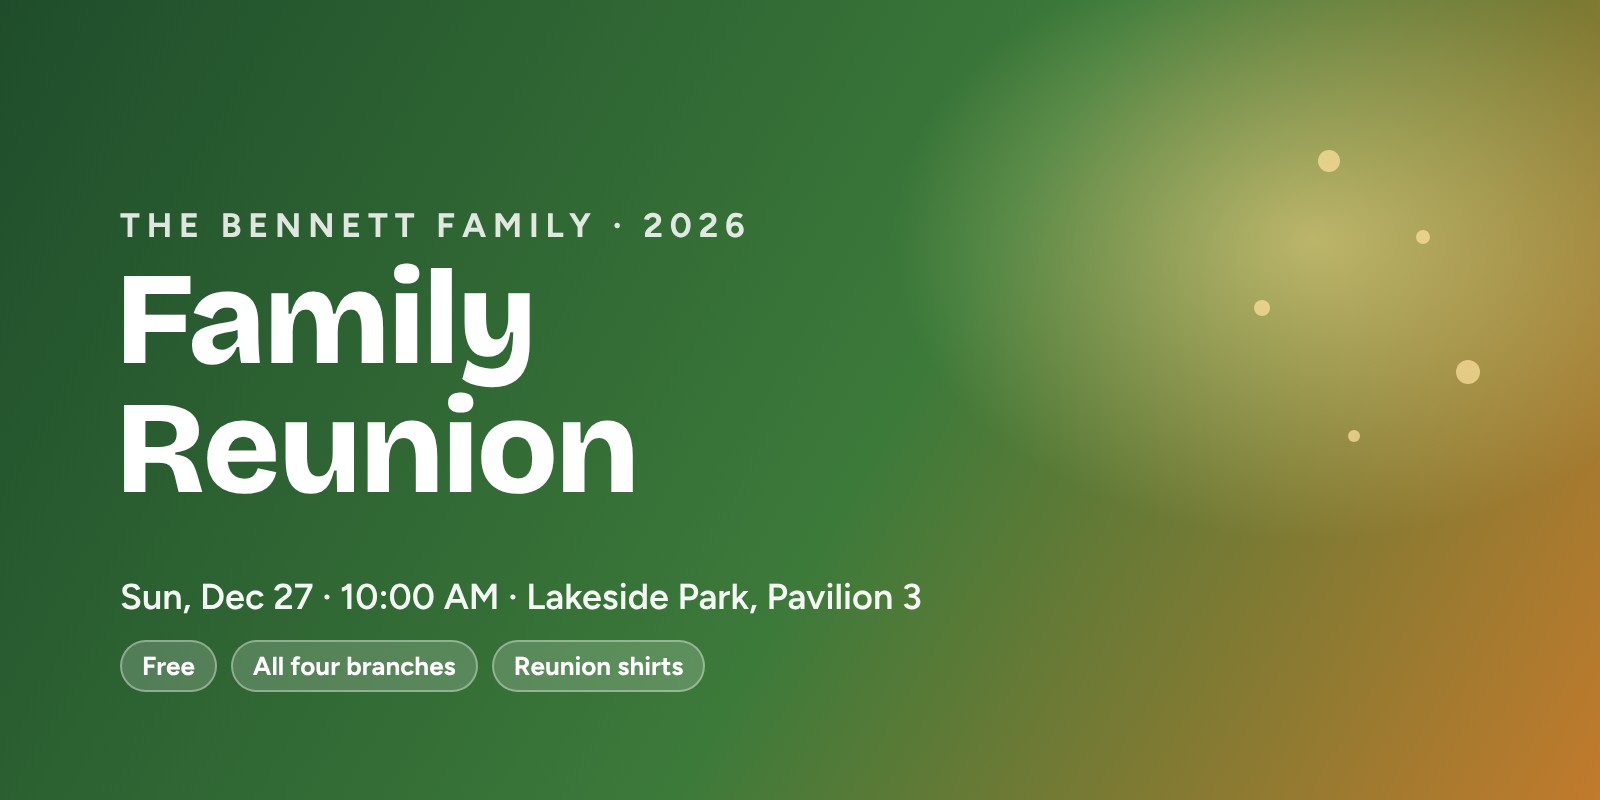 THE BENNETT FAMILY · 2026
Family
Reunion
Sun, Dec 27 · 10:00 AM · Lakeside Park, Pavilion 3
Free All four branches Reunion shirts